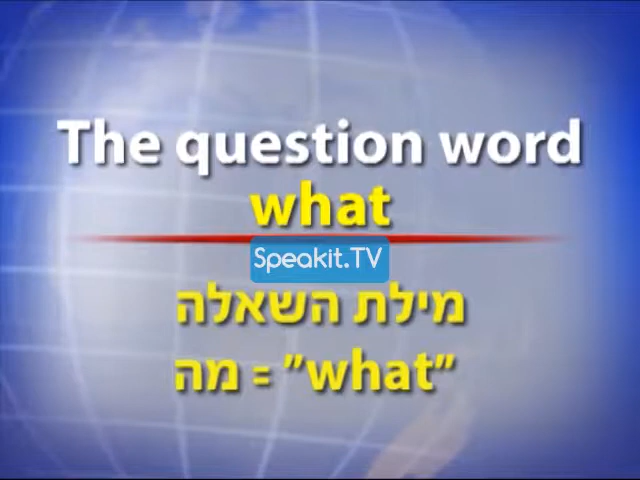 The question word
what
Speakit.TV
מילת השאלה
"what" = מה